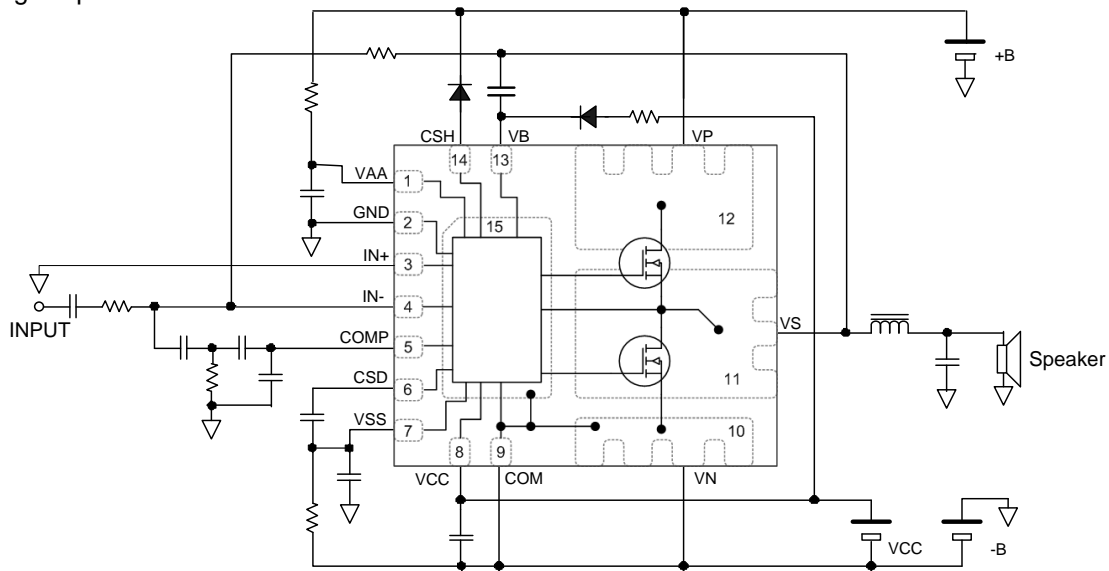 +B
CSH
VB
VP
14
13
VAA
1
12
GND
2
15
IN+
3
IN-
4
INPUT
VS
COMP
5
Speaker
CSD
6
11
VSS
7
10
8
9
VCC
COM
VN
VCC
-B